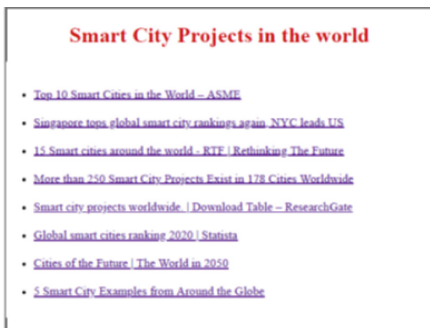 Smart City Projects in the world
Top 10 Smart Cities in the World – ASME
Singapore tops global smart city rankings again, NYC leads US
15 Smart cities around the world - RTF | Rethinking The Future
More than 250 Smart City Projects Exist in 178 Cities Worldwide
Smart city projects worldwide. | Download Table – ResearchGate
Global smart cities ranking 2020 | Statista
Cities of the Future | The World in 2050
5 Smart City Examples from Around the Globe